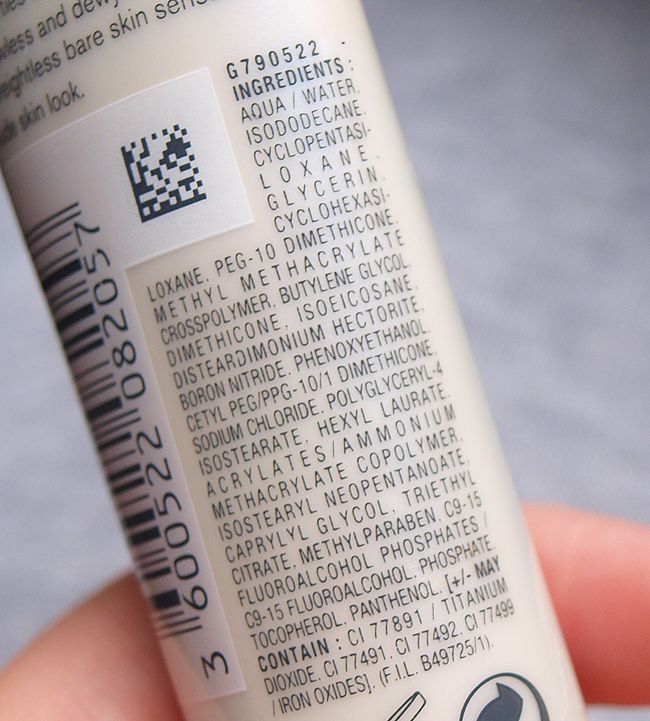 and dewy
bare skin
skin look.
G790522
INGREDIENTS :
AQUA / WATER.
ISODODECANE.
CYCLOPENTASI-
LOXANE.
GLYCERIN.
CYCLOHEXASI-
LOXANE. PEG-10 DIMETHICONE.
METHYL METHACRYLATE
CROSSPOLYMER. BUTYLENE GLYCOL
DIMETHICONE. ISOEICOSANE.
DISTEARDIMONIUM HECTORITE.
BORON NITRIDE. PHENOXYETHANOL.
CETYL PEG/PPG-10/1 DIMETHICONE.
SODIUM CHLORIDE. POLYGLYCERYL-4
ISOSTEARATE. HEXYL LAURATE.
ACRYLATES/AMMONIUM
METHACRYLATE COPOLYMER.
ISOSTEARYL NEOPENTANOATE.
CAPRYLYL GLYCOL. TRIETHYL
CITRATE. METHYLPARABEN. C9-15
FLUOROALCOHOL PHOSPHATES /
C9-15 FLUOROALCOHOL PHOSPHATE.
TOCOPHEROL. PANTHENOL. [+/- MAY
CONTAIN : CI 77891 / TITANIUM
DIOXIDE. CI 77491. CI 77492. CI 77499
/ IRON OXIDES]. (F.I.L. B49725/1).
3 600522 082057